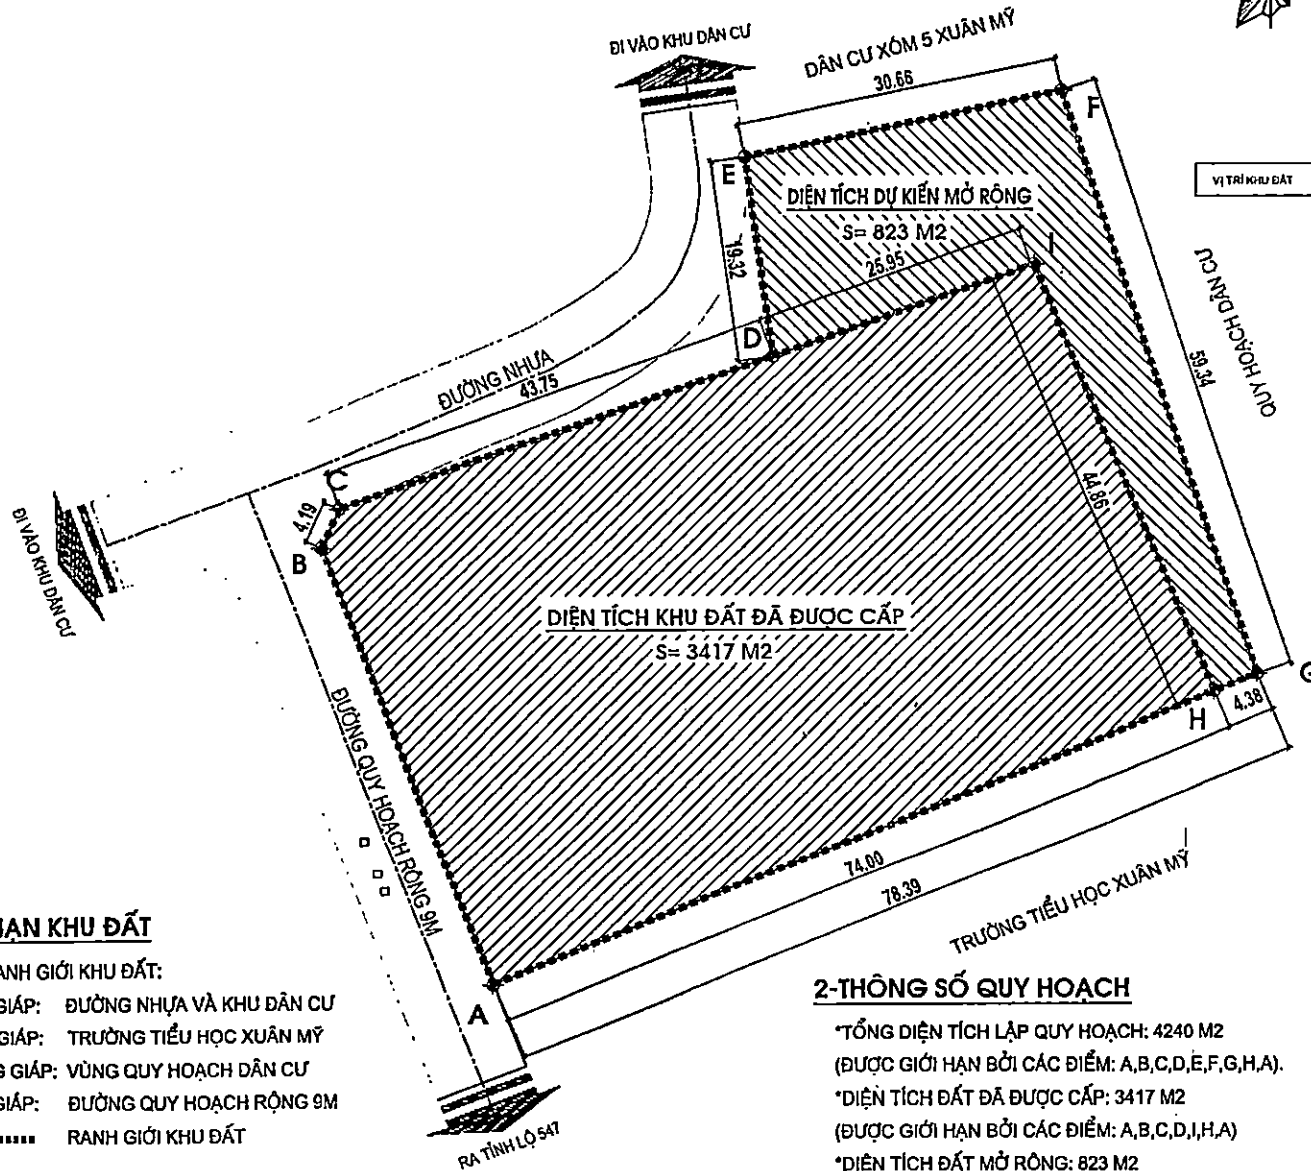 ĐI VÀO KHU DÂN CƯ
DÂN CƯ XÓM 5 XUÂN MỸ
30.66
F
E
VỊ TRÍ KHU ĐẤT
DIỆN TÍCH DỰ KIẾN MỞ RỘNG
S= 823 M2
19.32
25.95
I
QUY HOẠCH DÂN CƯ
D
ĐƯỜNG NHỰA
43.75
59.34
C
4.19
B
44.86
ĐI VÀO KHU DÂN CƯ
DIỆN TÍCH KHU ĐẤT ĐÃ ĐƯỢC CẤP
S= 3417 M2
G
4.38
H
ĐƯỜNG QUY HOẠCH RỘNG 9M
74.00
78.39
TRƯỜNG TIỂU HỌC XUÂN MỸ
A
RA TỈNH LỘ 547
HẠN KHU ĐẤT
RANH GIỚI KHU ĐẤT:
GIÁP: ĐƯỜNG NHỰA VÀ KHU DÂN CƯ
GIÁP: TRƯỜNG TIỂU HỌC XUÂN MỸ
G GIÁP: VÙNG QUY HOẠCH DÂN CƯ
GIÁP: ĐƯỜNG QUY HOẠCH RỘNG 9M
RANH GIỚI KHU ĐẤT
2-THÔNG SỐ QUY HOẠCH
*TỔNG DIỆN TÍCH LẬP QUY HOẠCH: 4240 M2
(ĐƯỢC GIỚI HẠN BỞI CÁC ĐIỂM: A,B,C,D,E,F,G,H,A).
*DIỆN TÍCH ĐẤT ĐÃ ĐƯỢC CẤP: 3417 M2
(ĐƯỢC GIỚI HẠN BỞI CÁC ĐIỂM: A,B,C,D,I,H,A)
*DIỆN TÍCH ĐẤT MỞ RỘNG: 823 M2